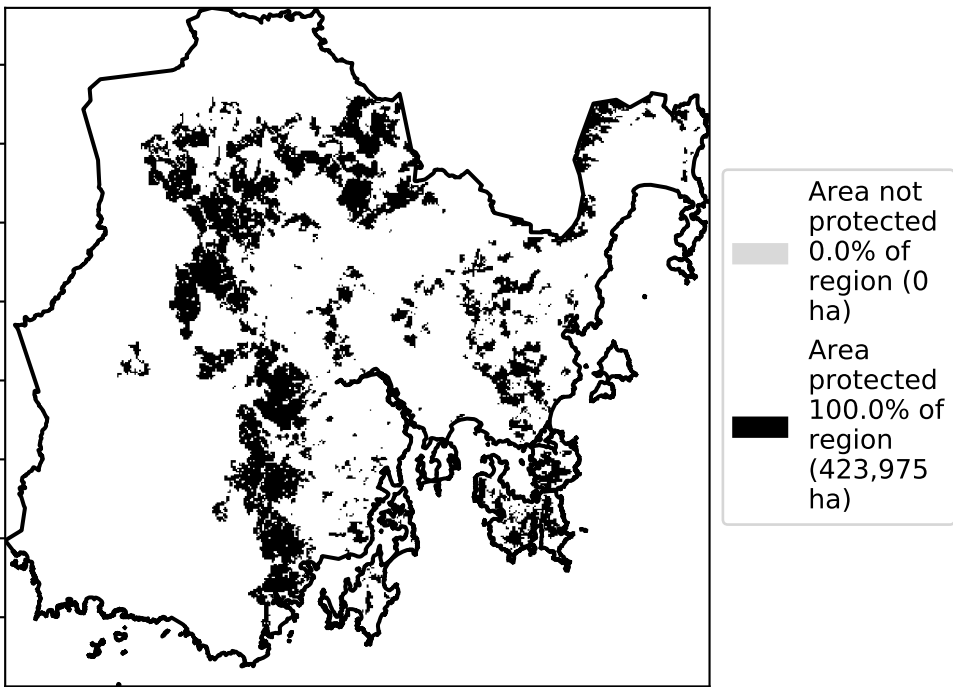 Area not
protected
0.0% of
region (0
ha)
Area
protected
100.0% of
region
(423,975
ha)